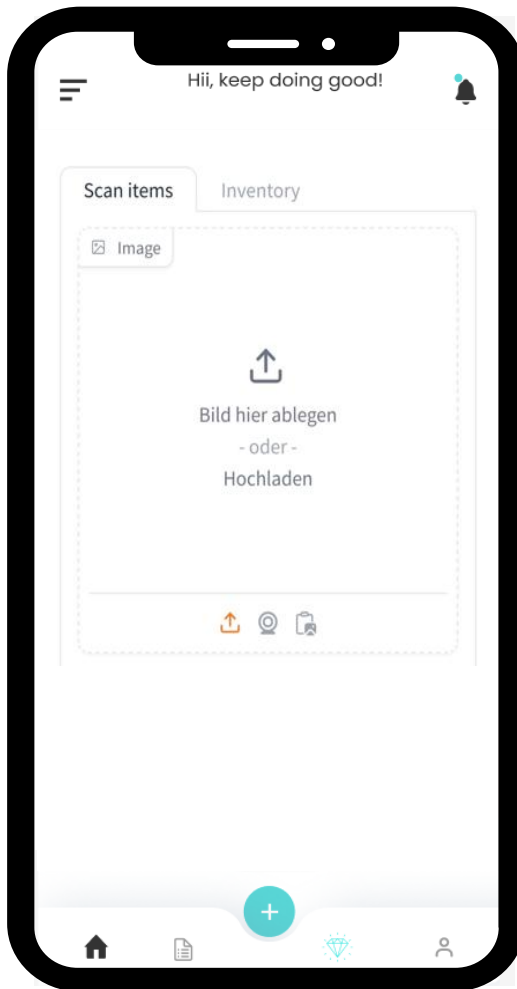 Hii, keep doing good!
Scan items
Inventory
Image
Bild hier ablegen
- oder -
Hochladen